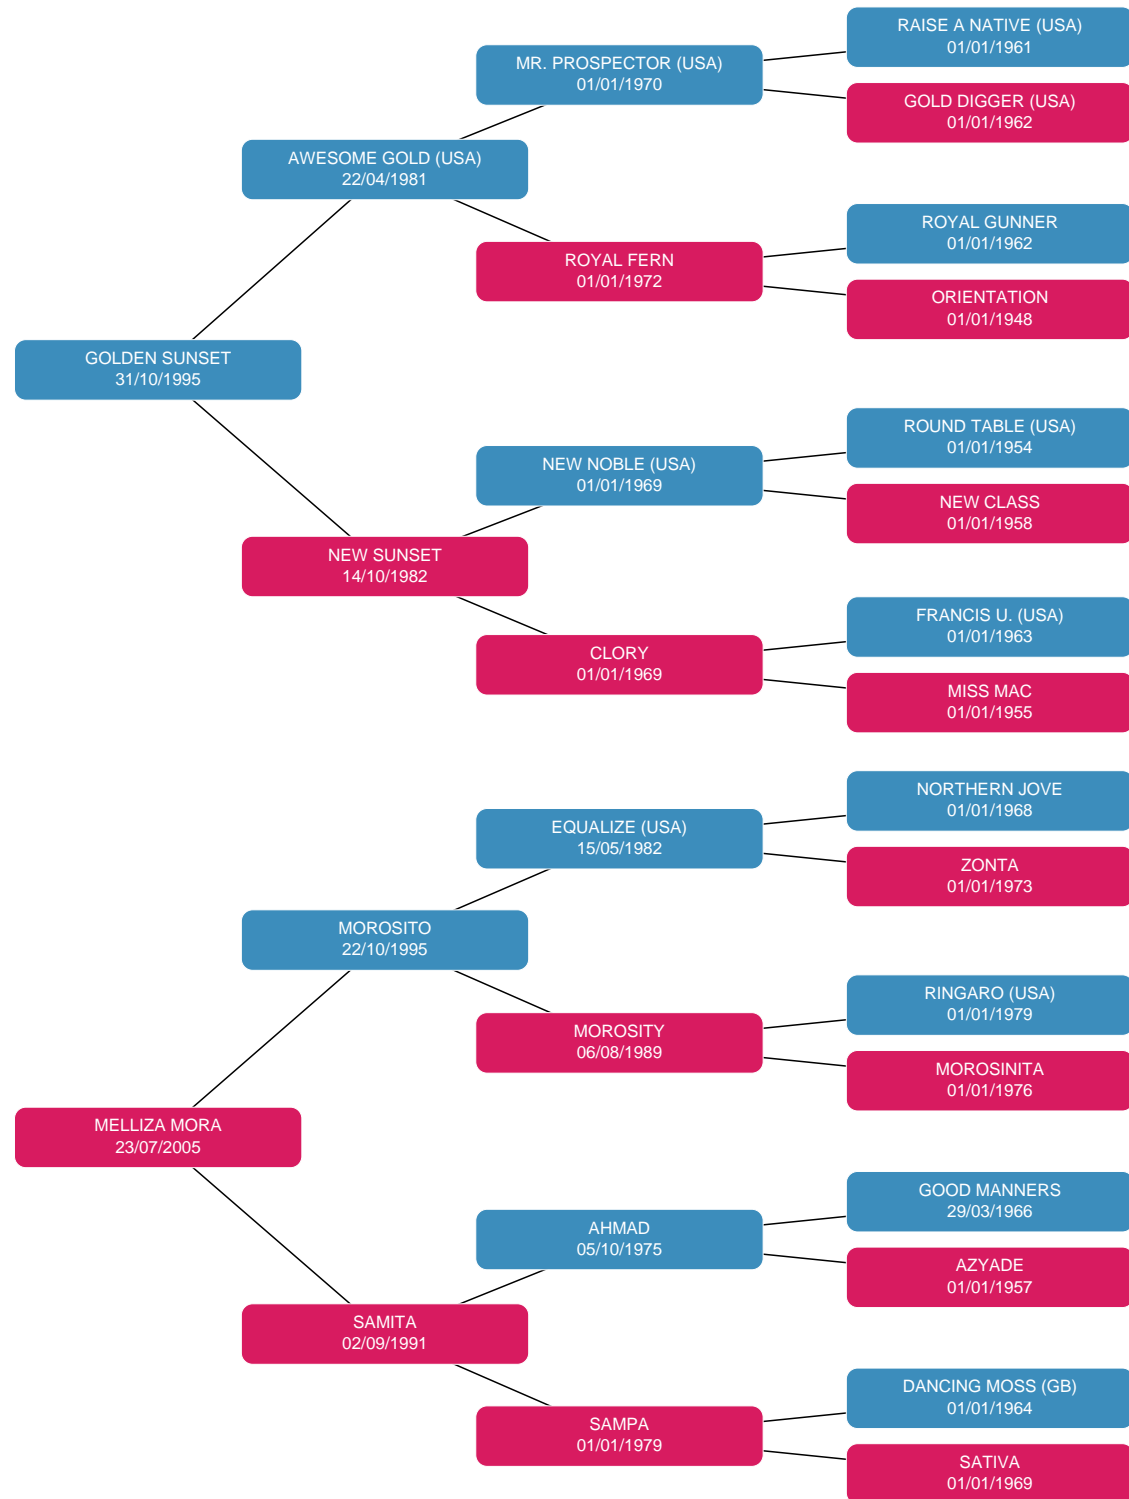 RAISE A NATIVE (USA)
01/01/1961
MR. PROSPECTOR (USA)
01/01/1970
GOLD DIGGER (USA)
01/01/1962
AWESOME GOLD (USA)
22/04/1981
ROYAL GUNNER
01/01/1962
ROYAL FERN
01/01/1972
ORIENTATION
01/01/1948
GOLDEN SUNSET
31/10/1995
ROUND TABLE (USA)
01/01/1954
NEW NOBLE (USA)
01/01/1969
NEW CLASS
01/01/1958
NEW SUNSET
14/10/1982
FRANCIS U. (USA)
01/01/1963
CLORY
01/01/1969
MISS MAC
01/01/1955
NORTHERN JOVE
01/01/1968
EQUALIZE (USA)
15/05/1982
ZONTA
01/01/1973
MOROSITO
22/10/1995
RINGARO (USA)
01/01/1979
MOROSITY
06/08/1989
MOROSINITA
01/01/1976
MELLIZA MORA
23/07/2005
GOOD MANNERS
29/03/1966
AHMAD
05/10/1975
AZYADE
01/01/1957
SAMITA
02/09/1991
DANCING MOSS (GB)
01/01/1964
SAMPA
01/01/1979
SATIVA
01/01/1969